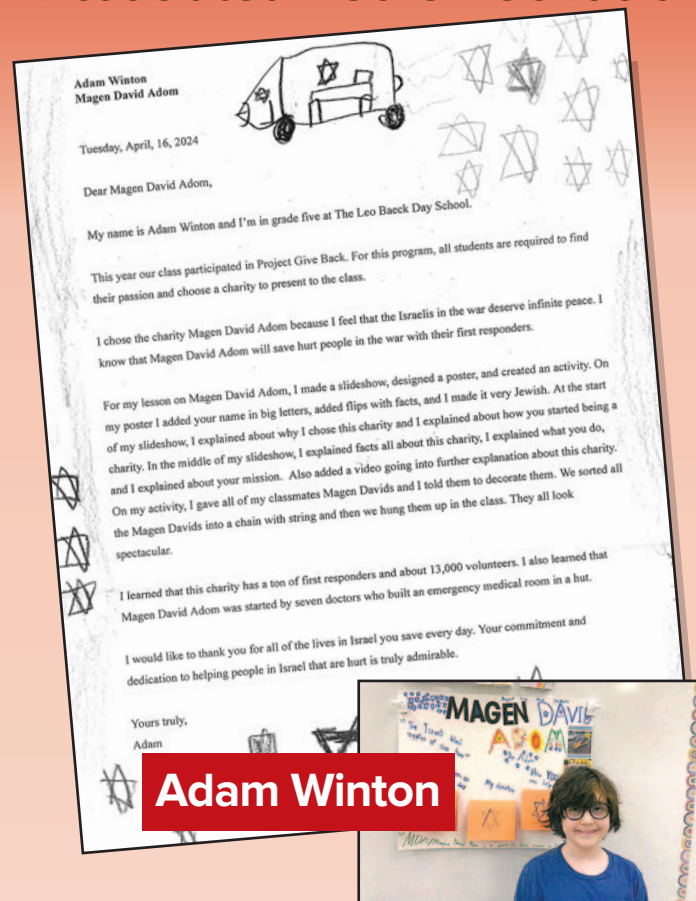 Adam Winton
Magen David Adom
Tuesday, April, 16, 2024
Dear Magen David Adom,
My name is Adam Winton and I'm in grade five at The Leo Baeck Day School.
This year our class participated in Project Give Back. For this program, all students are required to find
their passion and choose a charity to present to the class.
I chose the charity Magen David Adom because I feel that the Israelis in the war deserve infinite peace. I
know that Magen David Adom will save hurt people in the war with their first responders.
For my lesson on Magen David Adom, I made a slideshow, designed a poster, and created an activity. On
my poster I added your name in big letters, added flips with facts, and I made it very Jewish. At the start
of my slideshow, I explained about why I chose this charity and I explained about how you started being a
charity. In the middle of my slideshow, I explained facts all about this charity, I explained what you do,
and I explained about your mission. Also added a video going into further explanation about this charity.
On my activity, I gave all of my classmates Magen Davids and I told them to decorate them. We sorted all
the Magen Davids into a chain with string and then we hung them up in the class. They all look
spectacular.
I learned that this charity has a ton of first responders and about 13,000 volunteers. I also learned that
Magen David Adom was started by seven doctors who built an emergency medical room in a hut.
I would like to thank you for all of the lives in Israel you save every day. Your commitment and
dedication to helping people in Israel that are hurt is truly admirable.
Yours truly,
Adam
Adam Winton
MAGEN DAVID
ADOM